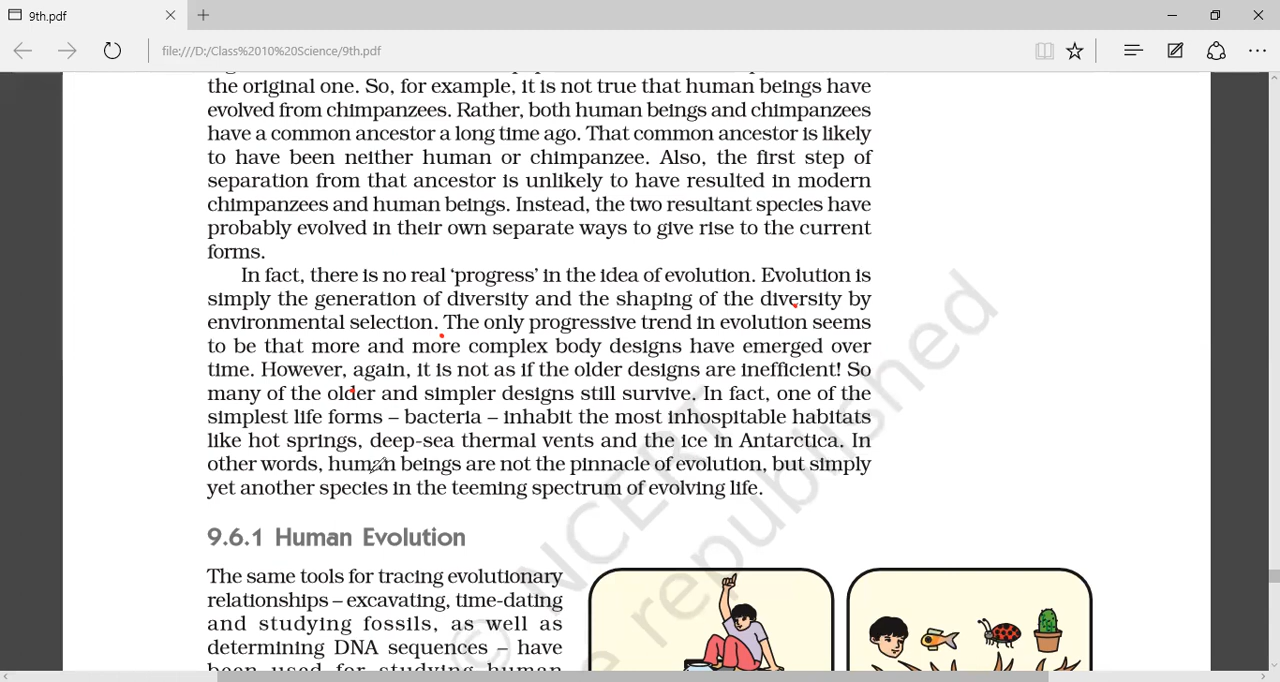 9th.pdf
file:///D:/Class%2010%20Science/9th.pdf
the original one. So, for example, it is not true that human beings have
evolved from chimpanzees. Rather, both human beings and chimpanzees
have a common ancestor a long time ago. That common ancestor is likely
to have been neither human or chimpanzee. Also, the first step of
separation from that ancestor is unlikely to have resulted in modern
chimpanzees and human beings. Instead, the two resultant species have
probably evolved in their own separate ways to give rise to the current
forms.
In fact, there is no real ‘progress’ in the idea of evolution. Evolution is
simply the generation of diversity and the shaping of the diversity by
environmental selection. The only progressive trend in evolution seems
to be that more and more complex body designs have emerged over
time. However, again, it is not as if the older designs are inefficient! So
many of the older and simpler designs still survive. In fact, one of the
simplest life forms – bacteria – inhabit the most inhospitable habitats
like hot springs, deep-sea thermal vents and the ice in Antarctica. In
other words, human beings are not the pinnacle of evolution, but simply
yet another species in the teeming spectrum of evolving life.
9.6.1 Human Evolution
The same tools for tracing evolutionary
relationships – excavating, time-dating
and studying fossils, as well as
determining DNA sequences – have
been used for studying human
© NCERT
republished